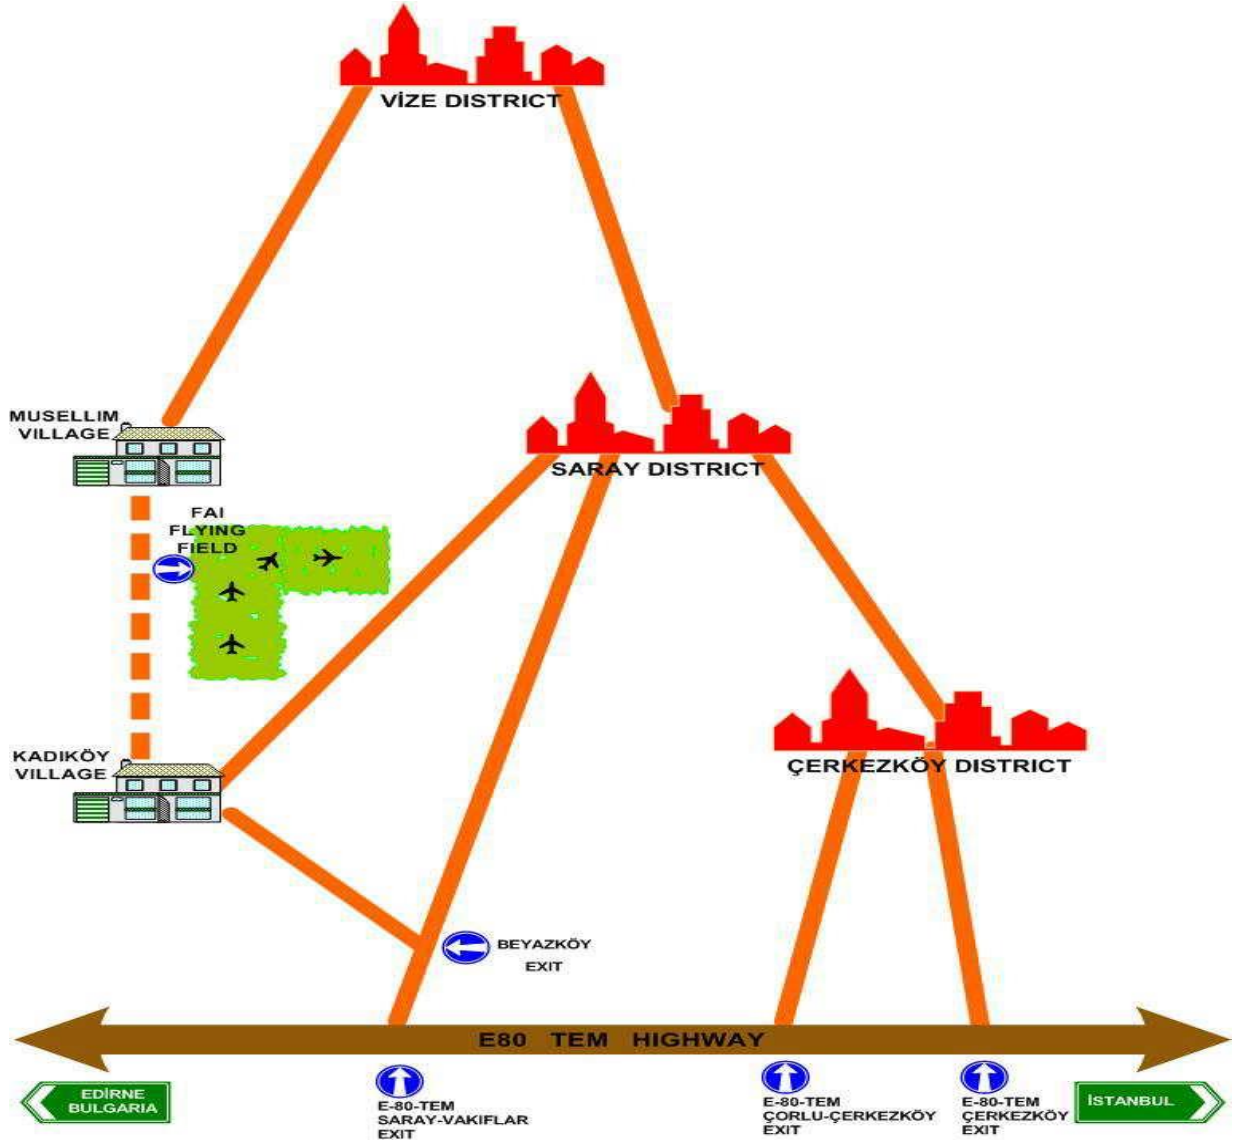 VİZE DISTRICT
MUSELLIM
VILLAGE
SARAY DISTRICT
FAI
FLYING
FIELD
KADIKÖY
VILLAGE
ÇERKEZKÖY DISTRICT
BEYAZKÖY
EXIT
E80 TEM HIGHWAY
EDİRNE
BULGARIA
E-80-TEM
SARAY-VAKIFLAR
EXIT
E-80-TEM
ÇORLU-ÇERKEZKÖY
EXIT
E-80-TEM
ÇERKEZKÖY
EXIT
İSTANBUL